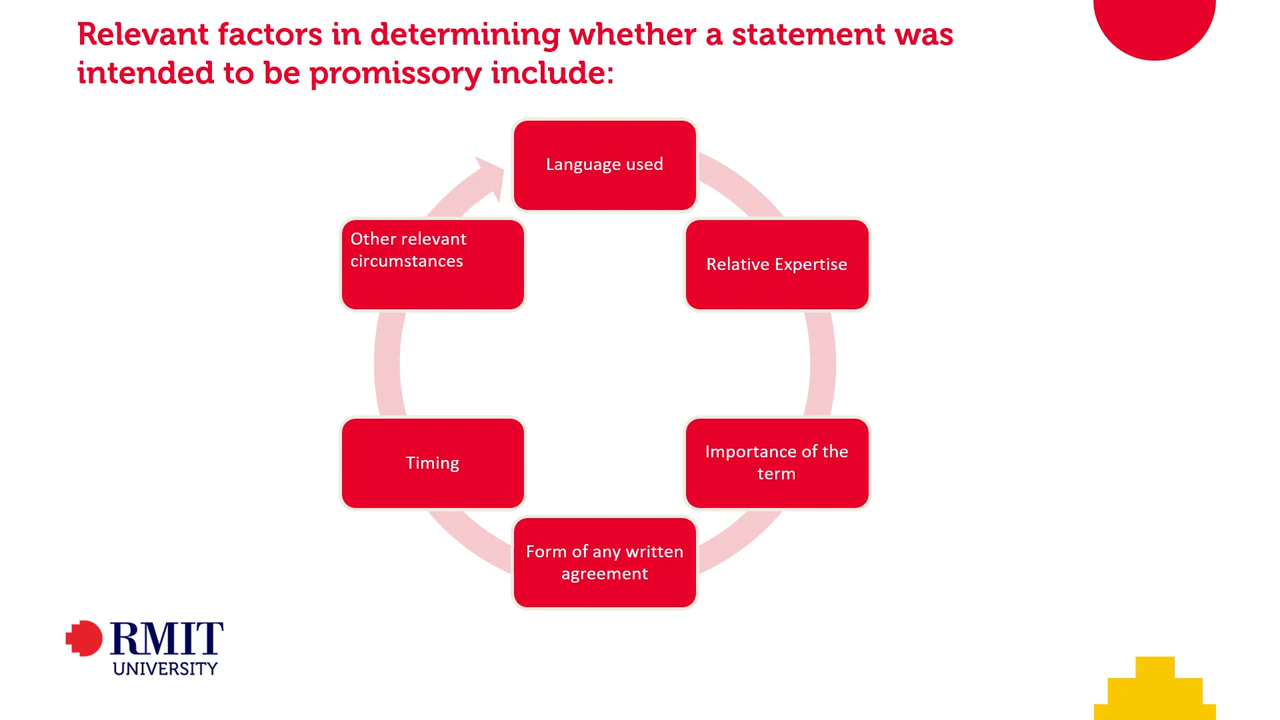 Relevant factors in determining whether a statement was
intended to be promissory include:
Language used
Relative Expertise
Importance of the
term
Form of any written
agreement
Timing
Other relevant
circumstances
RMIT
UNIVERSITY